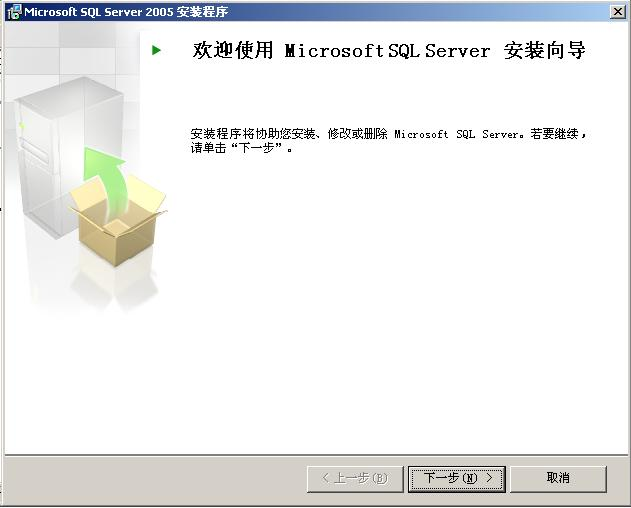 Microsoft SQL Server 2005 安装程序
欢迎使用 Microsoft SQL Server 安装向导
安装程序将协助您安装、修改或删除 Microsoft SQL Server。若要继续，
请单击“下一步”。
< 上一步(B)
下一步(N) >
取消